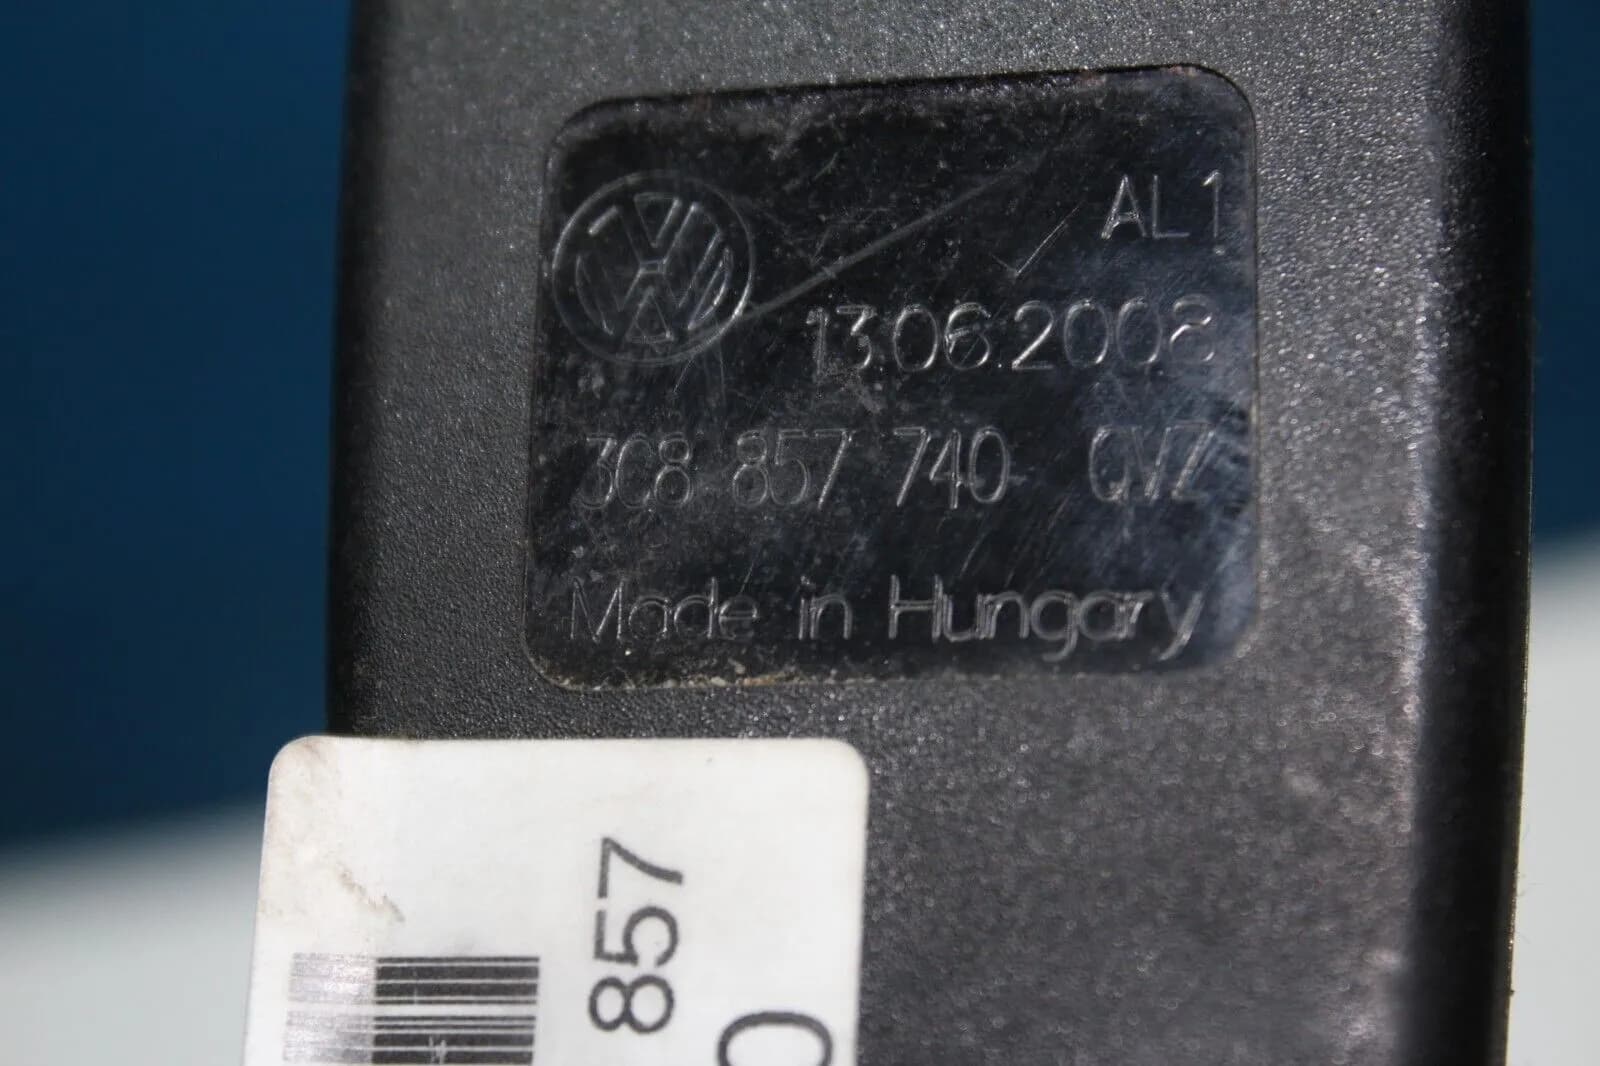 AL1
13.06.2008
3C8 857 740 QVZ
Made in Hungary
857